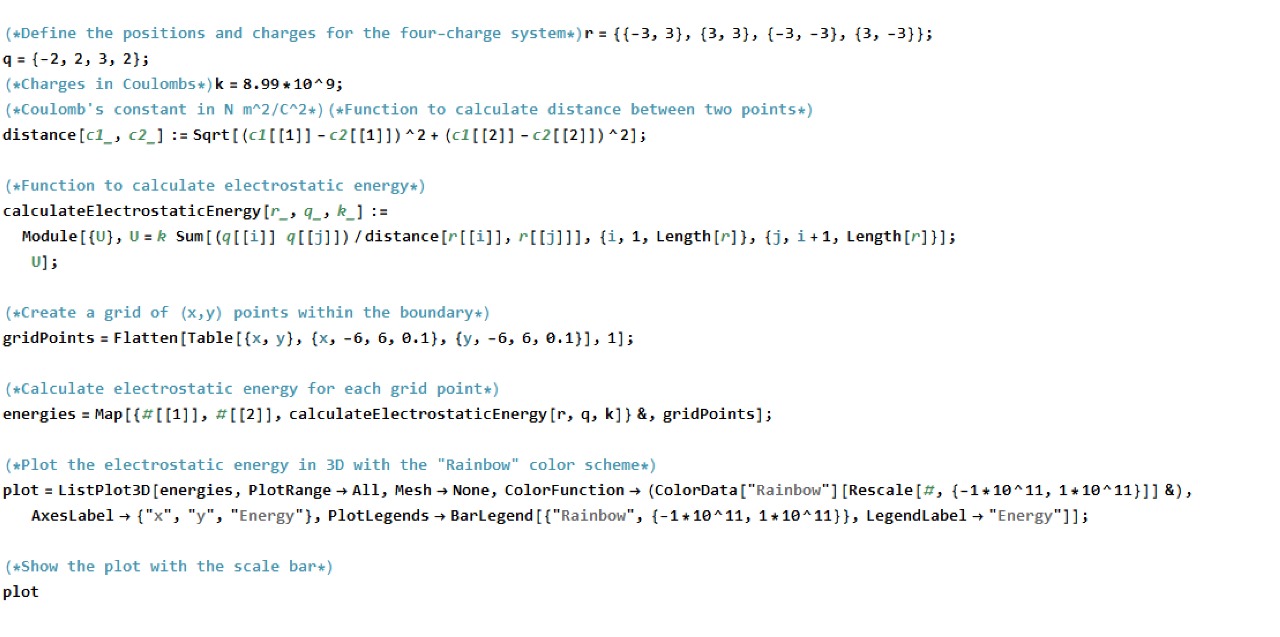 (*Define the positions and charges for the four-charge system*)r = {{-3, 3}, {3, 3}, {-3, -3}, {3, -3}};
q = {-2, 2, 3, 2};
(*Charges in Coulombs*)k = 8.99*10^9;
(*Coulomb's constant in N m^2/C^2*)(*Function to calculate distance between two points*)
distance[c1_, c2_] := Sqrt[(c1[[1]] - c2[[1]])^2 + (c1[[2]] - c2[[2]])^2];
(*Function to calculate electrostatic energy*)
calculateElectrostaticEnergy[r_, q_, k_] :=
Module[{U}, U = k Sum[(q[[i]] q[[j]]) / distance[r[[i]], r[[j]]], {i, 1, Length[r]}, {j, i + 1, Length[r]}];
U];
(*Create a grid of (x,y) points within the boundary*)
gridPoints = Flatten[Table[{x, y}, {x, -6, 6, 0.1}, {y, -6, 6, 0.1}], 1];
(*Calculate electrostatic energy for each grid point*)
energies = Map[{#[[1]], #[[2]], calculateElectrostaticEnergy[r, q, k]} &, gridPoints];
(*Plot the electrostatic energy in 3D with the "Rainbow" color scheme*)
plot = ListPlot3D[energies, PlotRange → All, Mesh → None, ColorFunction → (ColorData["Rainbow"][Rescale[#, {-1*10^11, 1*10^11}]] &),
AxesLabel → {"x", "y", "Energy"}, PlotLegends → BarLegend[{"Rainbow", {-1*10^11, 1*10^11}}, LegendLabel → "Energy"]];
(*Show the plot with the scale bar*)
plot